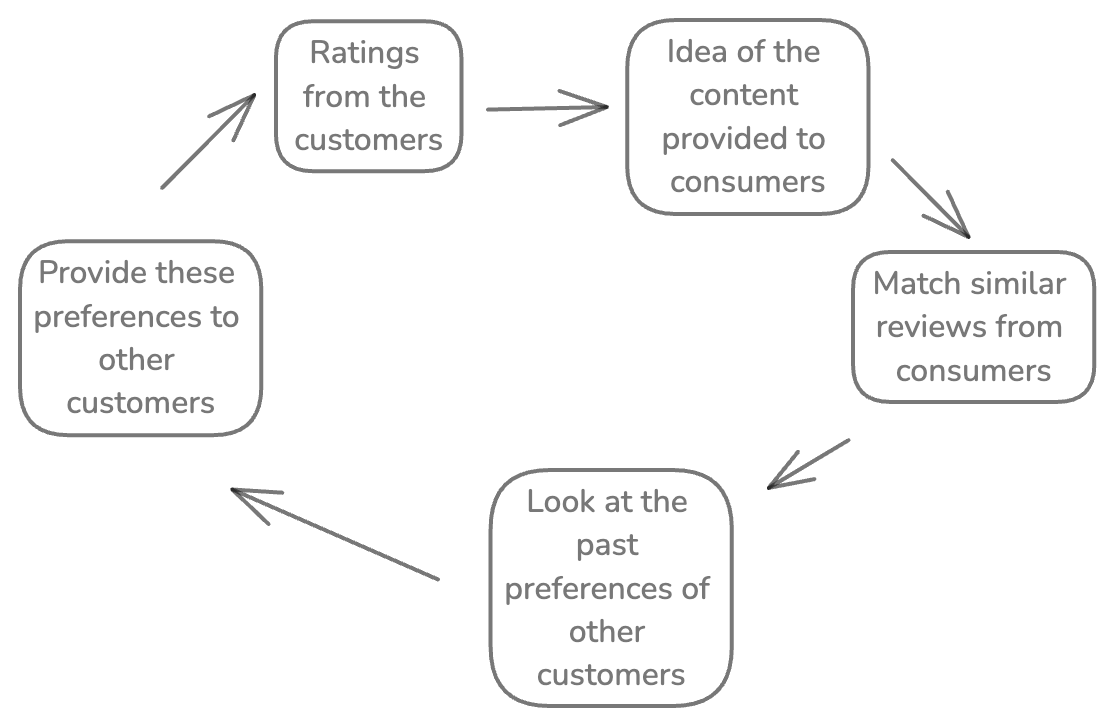 Ratings
from the
customers
Idea of the
content
provided to
consumers
Match similar
reviews from
consumers
Look at the
past
preferences of
other
customers
Provide these
preferences to
other
customers